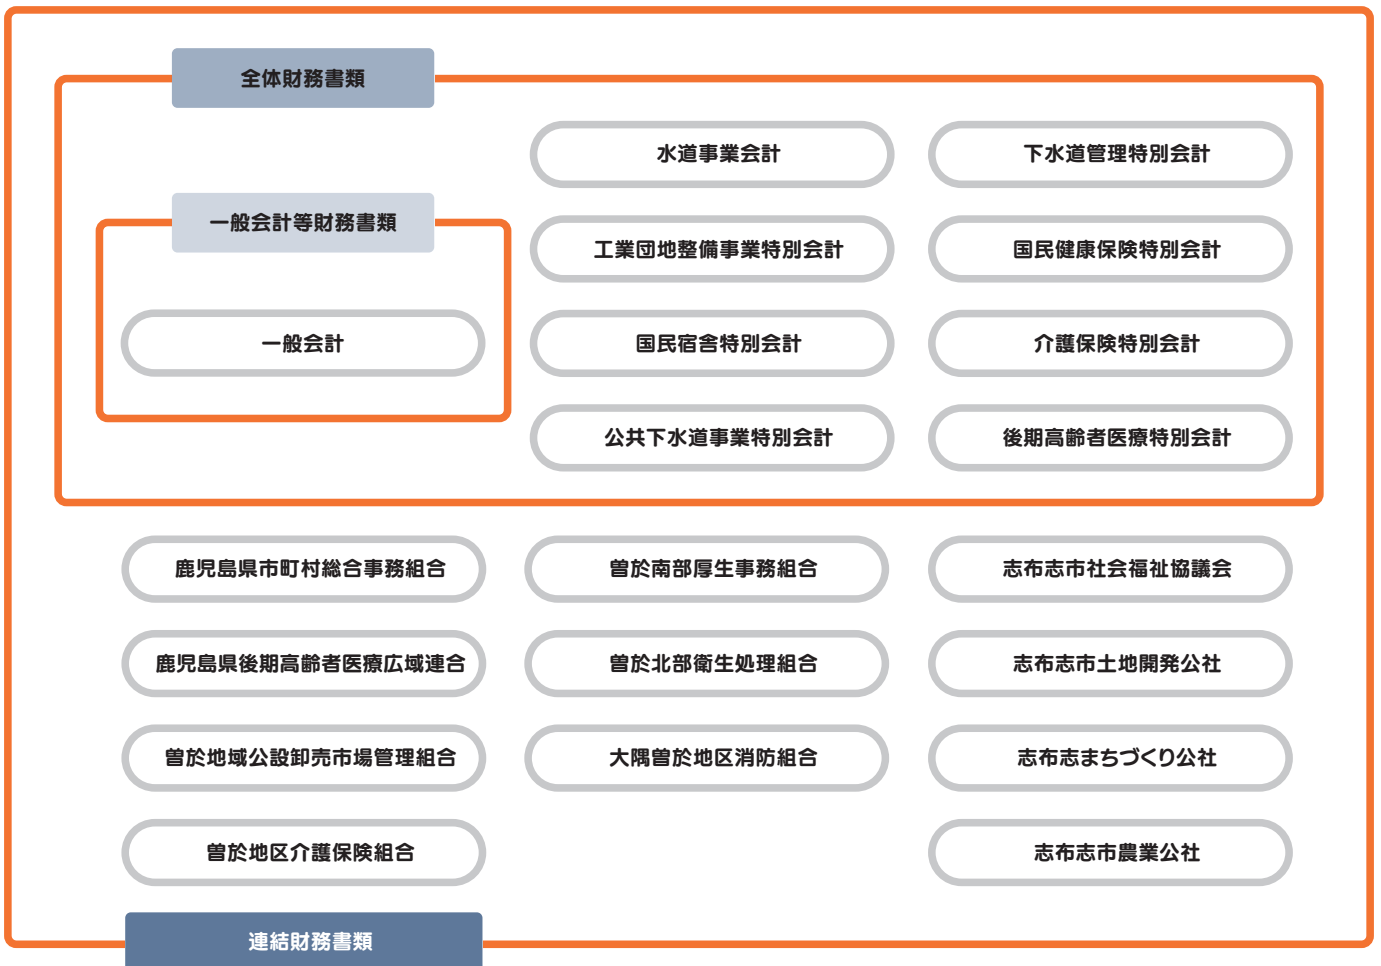 全体財務書類
水道事業会計
下水道管理特別会計
一般会計等財務書類
工業団地整備事業特別会計
国民健康保険特別会計
一般会計
国民宿舎特別会計
介護保険特別会計
公共下水道事業特別会計
後期高齢者医療特別会計
鹿児島県市町村総合事務組合
曽於南部厚生事務組合
志布志市社会福祉協議会
鹿児島県後期高齢者医療広域連合
曽於北部衛生処理組合
志布志市土地開発公社
曽於地域公設卸売市場管理組合
大隅曽於地区消防組合
志布志まちづくり公社
曽於地区介護保険組合
志布志市農業公社
連結財務書類